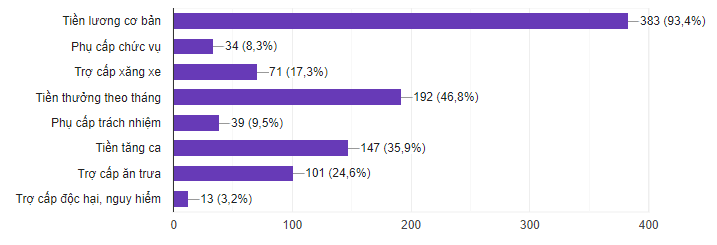 Tiền lương cơ bản 383 (93,4%)
Phụ cấp chức vụ 34 (8,3%)
Trợ cấp xăng xe 71 (17,3%)
Tiền thưởng theo tháng 192 (46,8%)
Phụ cấp trách nhiệm 39 (9,5%)
Tiền tăng ca 147 (35,9%)
Trợ cấp ăn trưa 101 (24,6%)
Trợ cấp độc hại, nguy hiểm 13 (3,2%)
0 100 200 300 400